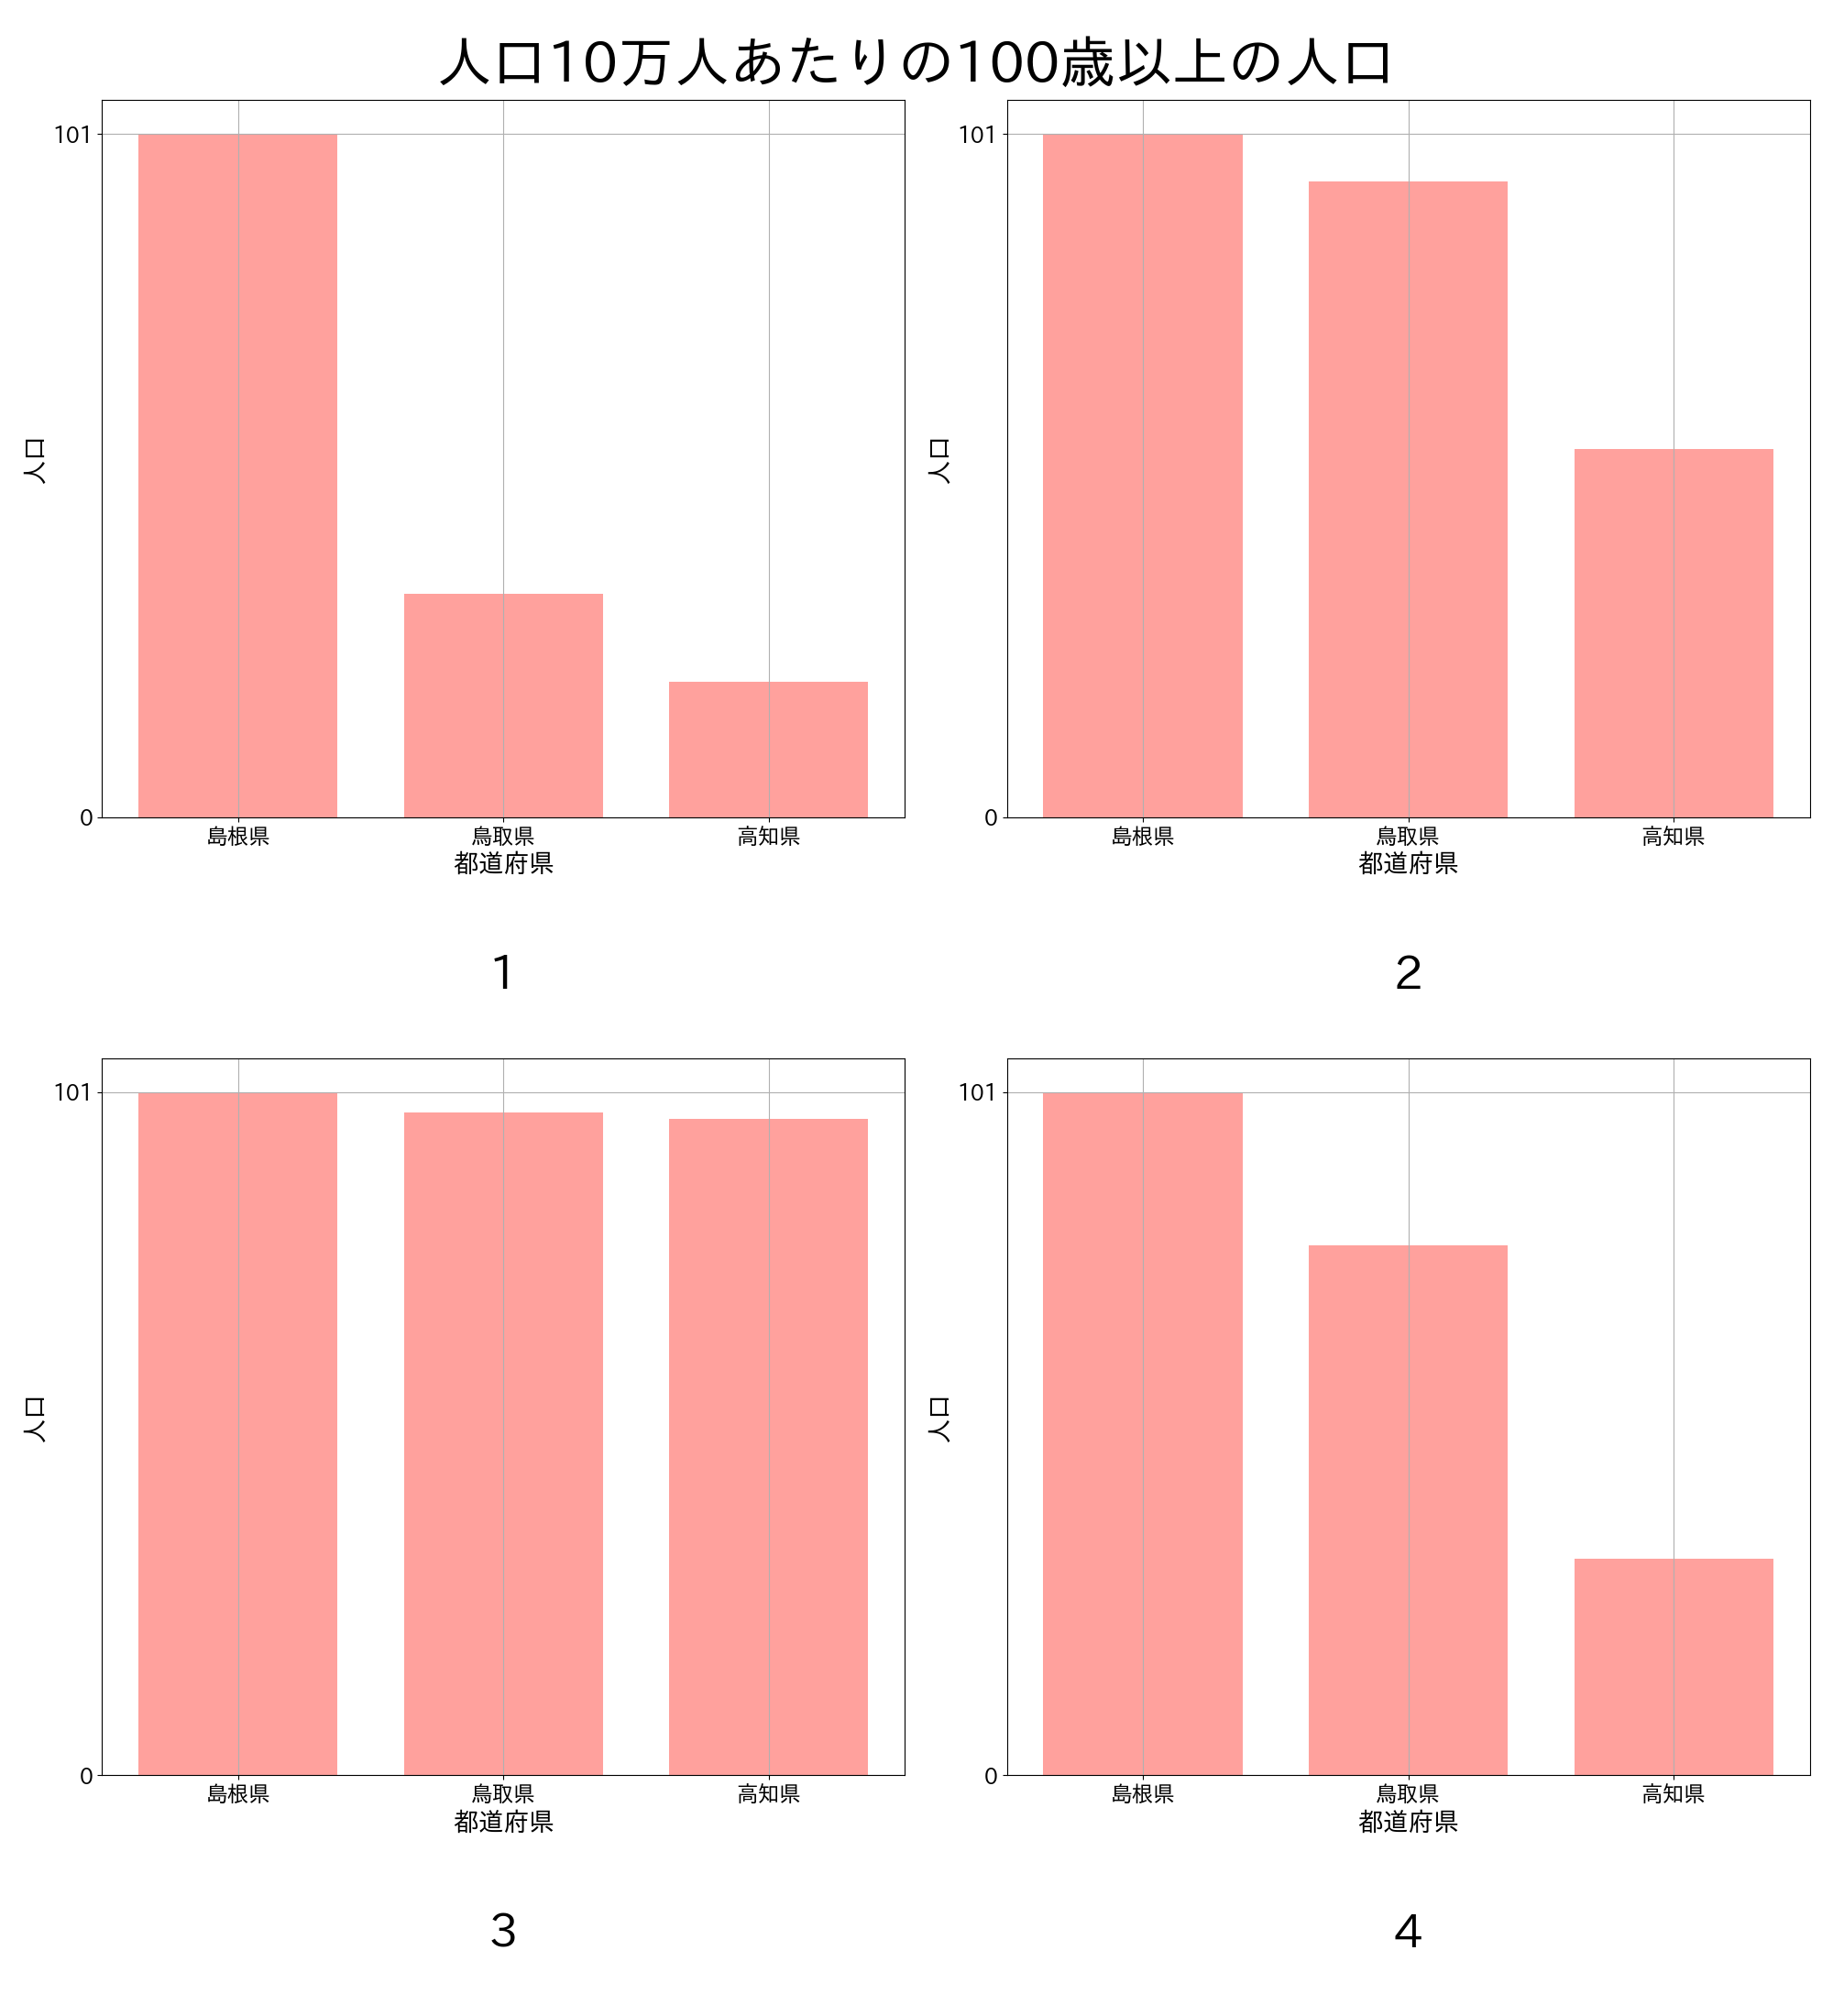 人口10万人あたりの100歳以上の人口
101
0
人口
島根県 鳥取県 高知県
都道府県
1
101
0
人口
島根県 鳥取県 高知県
都道府県
2
101
0
人口
島根県 鳥取県 高知県
都道府県
3
101
0
人口
島根県 鳥取県 高知県
都道府県
4